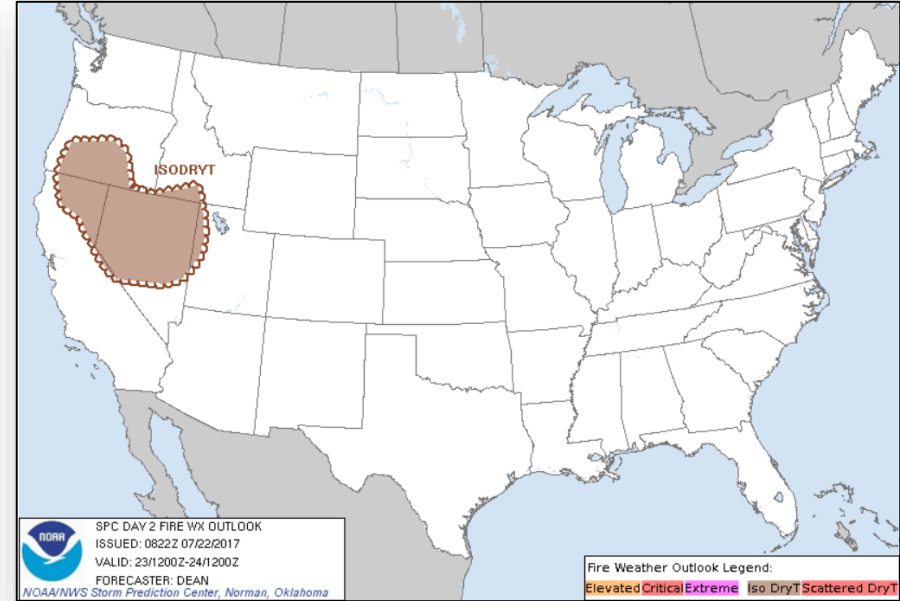 ISODRYT
NOAA
SPC DAY 2 FIRE WX OUTLOOK
ISSUED: 0822Z 07/22/2017
VALID: 23/1200Z-24/1200Z
FORECASTER: DEAN
NOAA/NWS Storm Prediction Center, Norman, Oklahoma
Fire Weather Outlook Legend:
Elevated Critical Extreme Iso DryT Scattered DryT